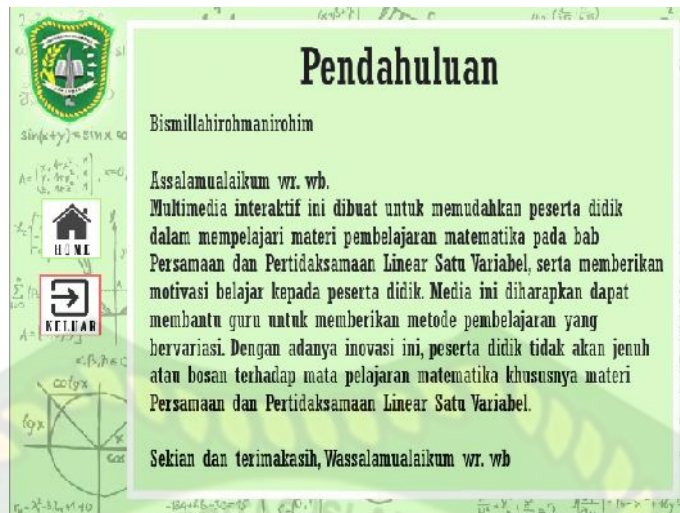 Pendahuluan
Bismillahirohmanirohim
Assalamualaikum wr. wb.
Multimedia interaktif ini dibuat untuk memudahkan peserta didik
dalam mempelajari materi pembelajaran matematika pada bab
Persamaan dan Pertidaksamaan Linear Satu Variabel, serta memberikan
motivasi belajar kepada peserta didik. Media ini diharapkan dapat
membantu guru untuk memberikan metode pembelajaran yang
bervariasi. Dengan adanya inovasi ini, peserta didik tidak akan jenuh
atau bosan terhadap mata pelajaran matematika khususnya materi
Persamaan dan Pertidaksamaan Linear Satu Variabel.
Sekian dan terimakasih, Wassalamualaikum wr. wb
HOME
KELUAR